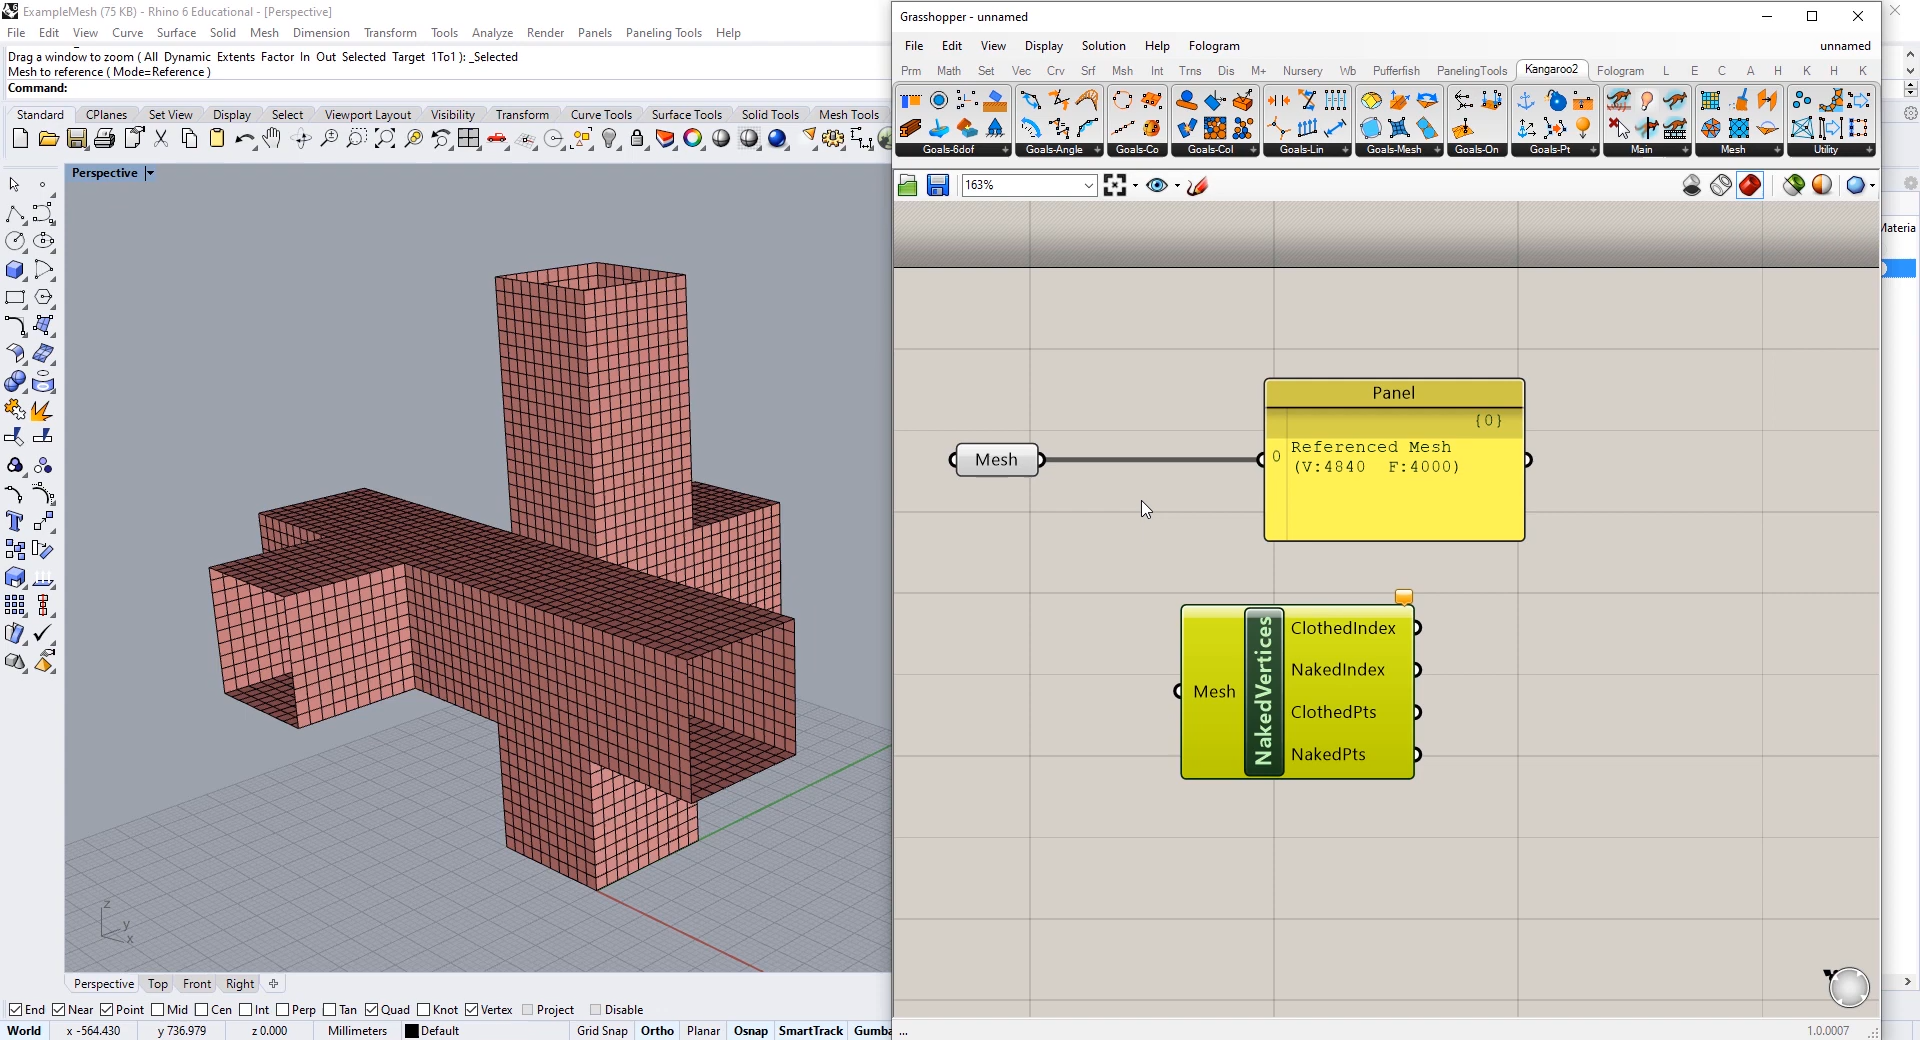 ExampleMesh (75 KB) - Rhino 6 Educational - [Perspective]
File Edit View Curve Surface Solid Mesh Dimension Transform Tools Analyze Render Panels Paneling Tools Help
Drag a window to zoom ( All Dynamic Extents Factor In Out Selected Target 1To1 ): _Selected
Mesh to reference ( Mode=Reference )
Command:
Standard CPlanes Set View Display Select Viewport Layout Visibility Transform Curve Tools Surface Tools Solid Tools Mesh Tools
Perspective
z
y
x
Perspective Top Front Right
End Near Point Mid Cen Int Perp Tan Quad Knot Vertex Project Disable
World x -564.430 y 736.979 z 0.000 Millimeters Default Grid Snap Ortho Planar Osnap SmartTrack Gumba
Grasshopper - unnamed
File Edit View Display Solution Help Fologram unnamed
Prm Math Set Vec Crv Srf Msh Int Trns Dis M+ Nursery Wb Pufferfish PanelingTools Kangaroo2 Fologram L E C A H K H K
Goals-6dof Goals-Angle Goals-Co Goals-Col Goals-Lin Goals-Mesh Goals-On Goals-Pt Main Mesh Utility
163%
Materia
Panel
{0}
Mesh
0 Referenced Mesh
(V:4840 F:4000)
Mesh
NakedVertices
ClothedIndex
NakedIndex
ClothedPts
NakedPts
...
1.0.0007